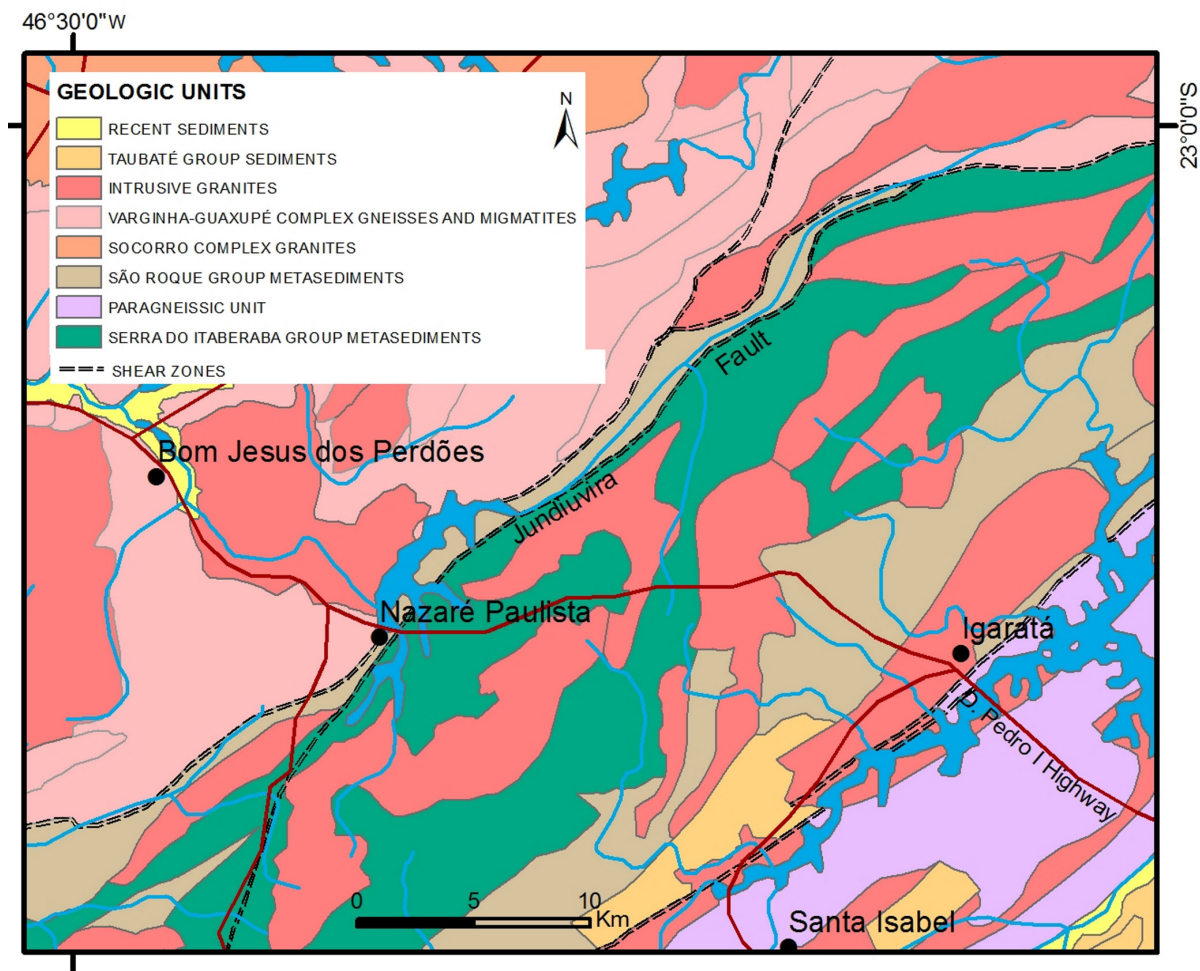 46°30'0"W
23°0'0"S
GEOLOGIC UNITS
N
RECENT SEDIMENTS
TAUBATÉ GROUP SEDIMENTS
INTRUSIVE GRANITES
VARGINHA-GUAXUPÉ COMPLEX GNEISSES AND MIGMATITES
SOCORRO COMPLEX GRANITES
SÃO ROQUE GROUP METASEDIMENTS
PARAGNEISSIC UNIT
SERRA DO ITABERABA GROUP METASEDIMENTS
SHEAR ZONES
Fault
Bom Jesus dos Perdões
Jundiuvira
Nazaré Paulista
Igaratá
D. Pedro I Highway
0 5 10
Km
Santa Isabel